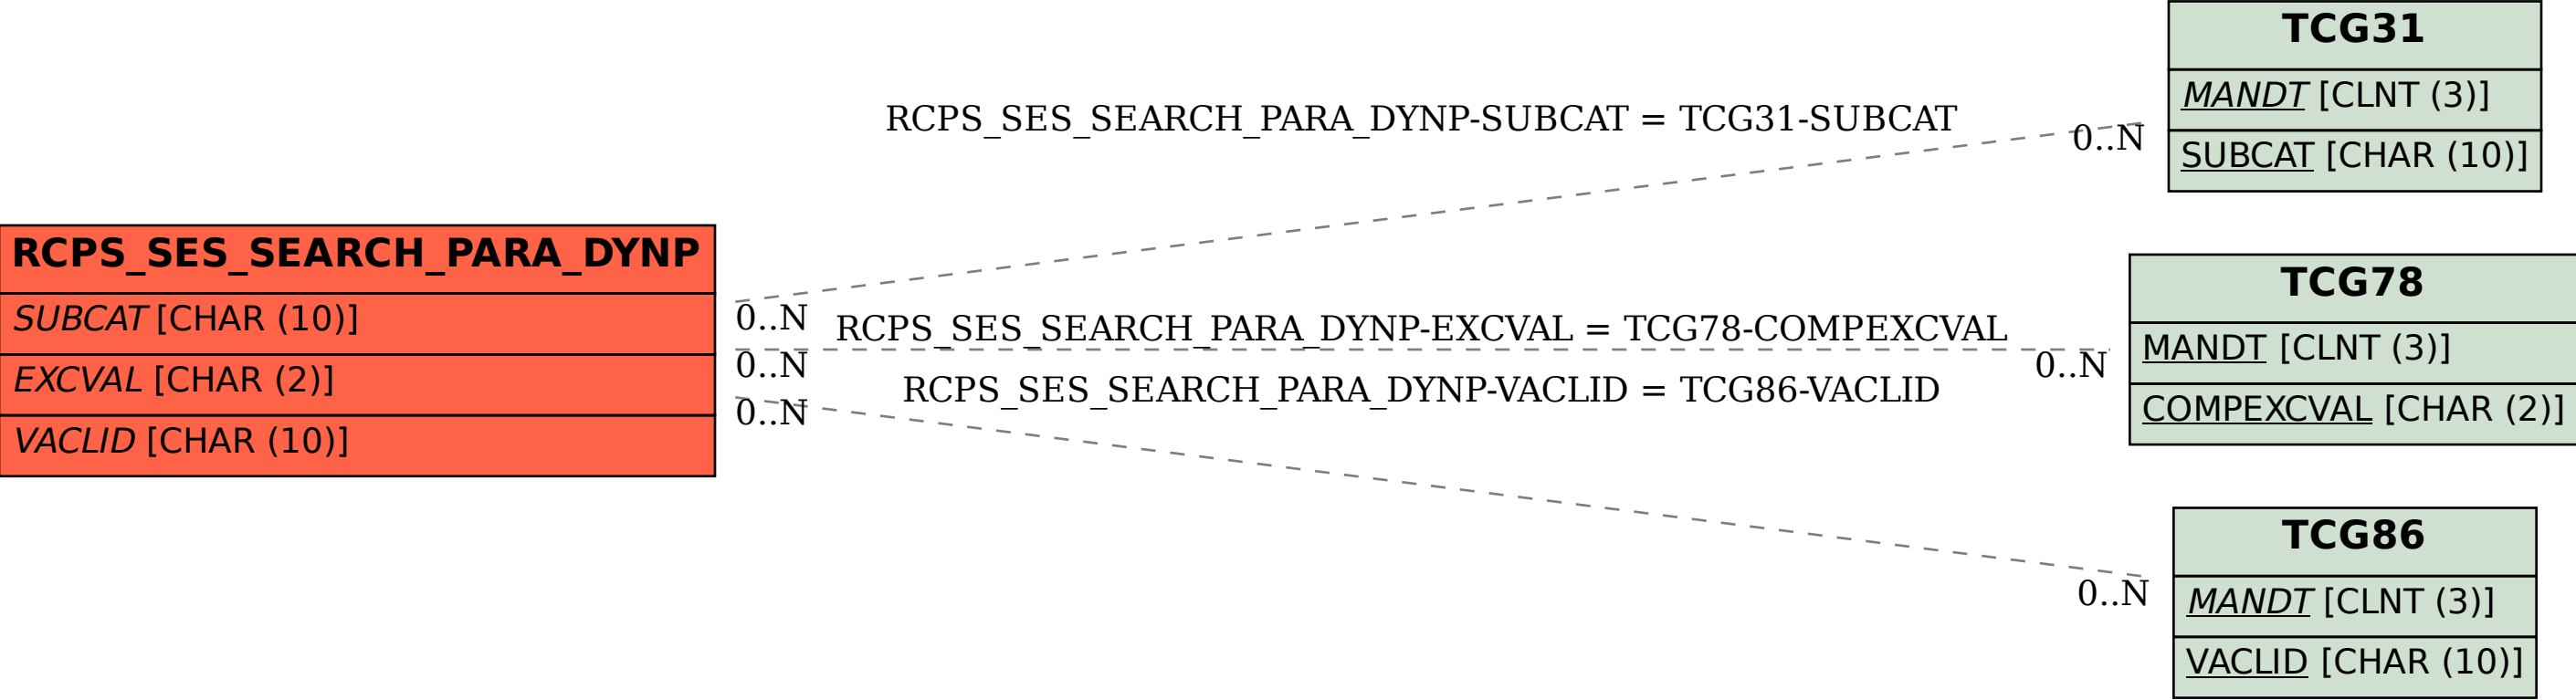 TCG31
MANDT [CLNT (3)]
SUBCAT [CHAR (10)]
RCPS_SES_SEARCH_PARA_DYNP-SUBCAT = TCG31-SUBCAT
0..N
RCPS_SES_SEARCH_PARA_DYNP
SUBCAT [CHAR (10)]
EXCVAL [CHAR (2)]
VACLID [CHAR (10)]
0..N
RCPS_SES_SEARCH_PARA_DYNP-EXCVAL = TCG78-COMPEXCVAL
0..N
0..N
RCPS_SES_SEARCH_PARA_DYNP-VACLID = TCG86-VACLID
0..N
TCG78
MANDT [CLNT (3)]
COMPEXCVAL [CHAR (2)]
0..N
TCG86
MANDT [CLNT (3)]
VACLID [CHAR (10)]